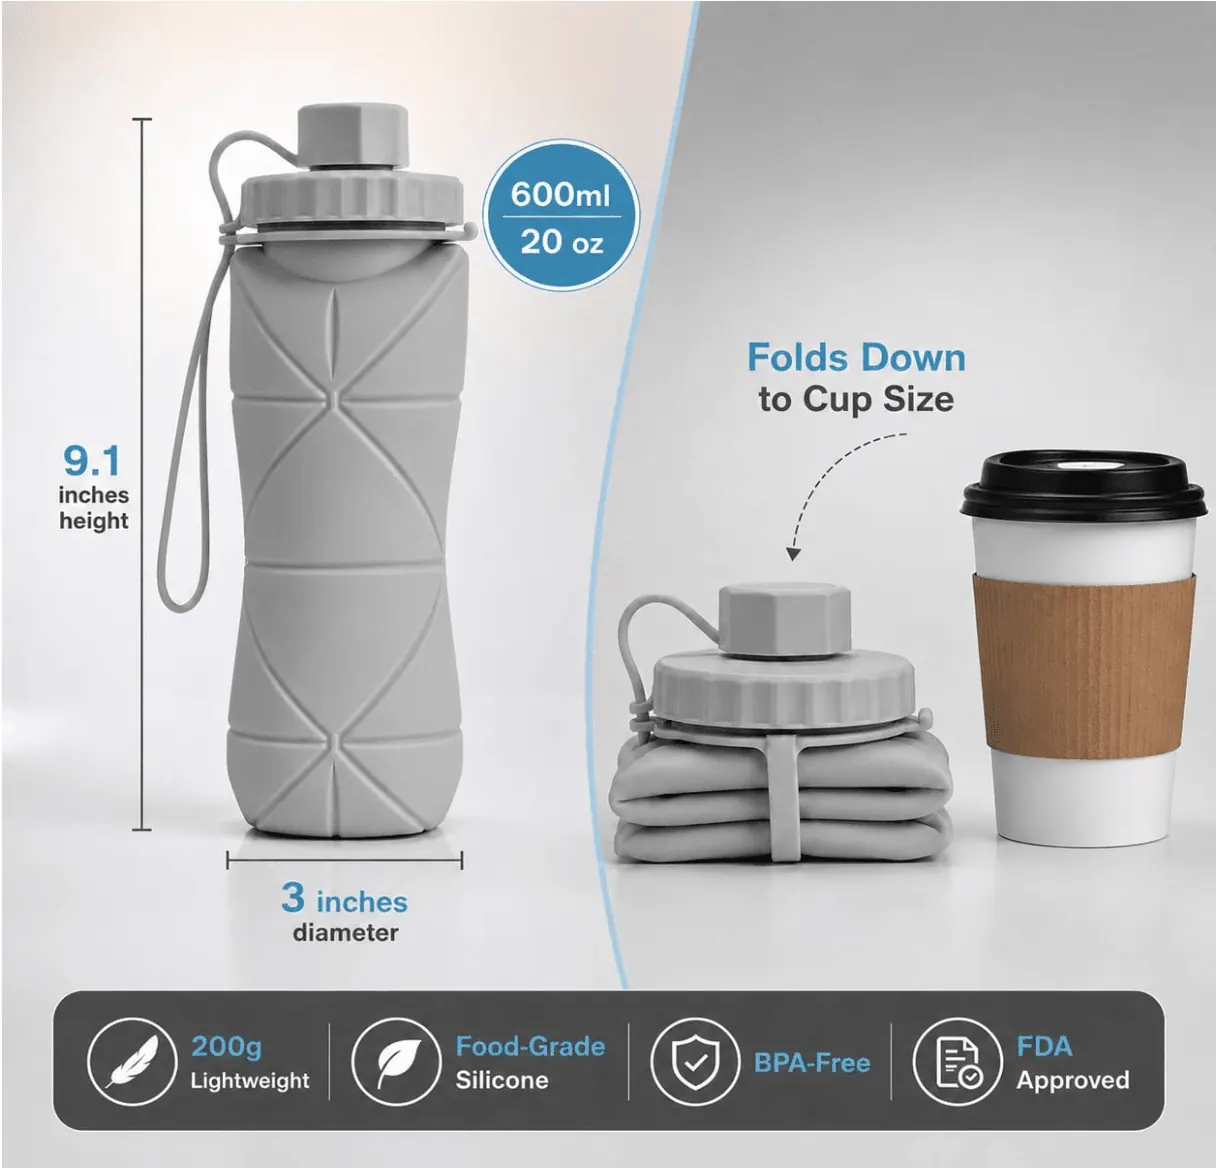 600ml
20 oz
Folds Down
to Cup Size
9.1
inches
height
3 inches
diameter
200g
Lightweight
Food-Grade
Silicone
BPA-Free
FDA
Approved